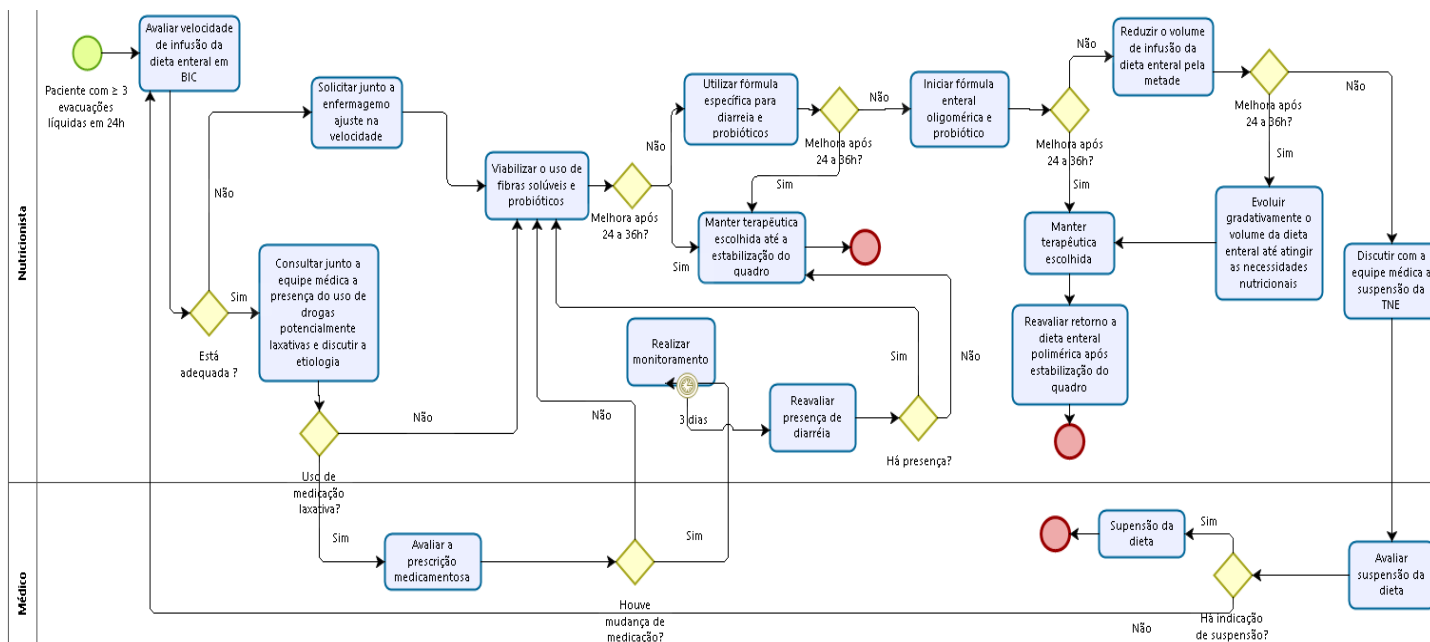 Nutricionista
Paciente com ≥ 3
evacuações
líquidas em 24h
Avaliar velocidade
de infusão da
dieta enteral em
BIC
Está
adequada ?
Não
Sim
Solicitar junto a
enfermagemo
ajuste na
velocidade
Consultar junto a
equipe médica a
presença do uso de
drogas
potencialmente
laxativas e discutir a
etiologia
Uso de
medicação
laxativa?
Não
Sim
Viabilizar o uso de
fibras solúveis e
probióticos
Melhora após
24 a 36h?
Não
Sim
Utilizar fórmula
específica para
diarreia e
probióticos
Melhora após
24 a 36h?
Não
Sim
Manter terapêutica
escolhida até a
estabilização do
quadro
Iniciar fórmula
enteral
oligomérica e
probiótico
Melhora após
24 a 36h?
Não
Sim
Reduzir o volume
de infusão da
dieta enteral pela
metade
Melhora após
24 a 36h?
Não
Sim
Manter
terapêutica
escolhida
Evoluir
gradativamente o
volume da dieta
enteral até atingir
as necessidades
nutricionais
Discutir com a
equipe médica a
suspensão da
TNE
Reavaliar retorno a
dieta enteral
polimérica após
estabilização do
quadro
Realizar
monitoramento
3 dias
Reavaliar
presença de
diarréia
Há presença?
Sim
Não
Médico
Avaliar a
prescrição
medicamentosa
Houve
mudança de
medicação?
Não
Sim
Avaliar
suspensão da
dieta
Há indicação
de suspensão?
Sim
Não
Supensão da
dieta